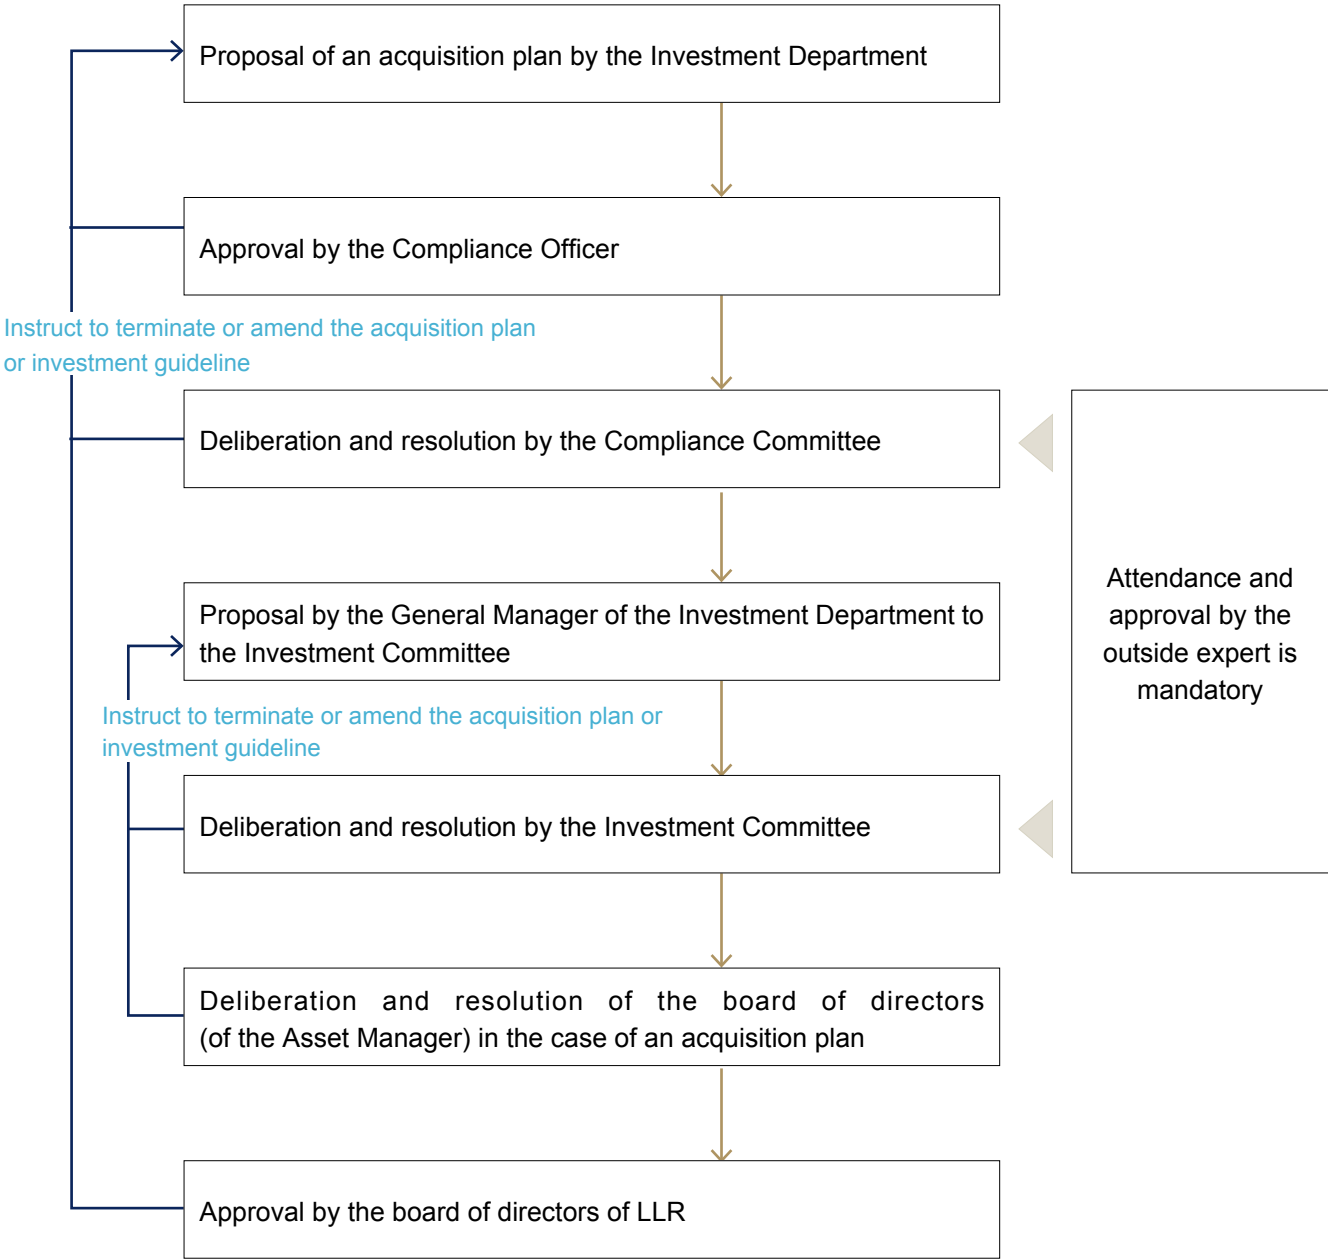 Proposal of an acquisition plan by the Investment Department
Approval by the Compliance Officer
Instruct to terminate or amend the acquisition plan
or investment guideline
Deliberation and resolution by the Compliance Committee
Proposal by the General Manager of the Investment Department to
the Investment Committee
Attendance and
approval by the
outside expert is
mandatory
Instruct to terminate or amend the acquisition plan or
investment guideline
Deliberation and resolution by the Investment Committee
Deliberation and resolution of the board of directors
(of the Asset Manager) in the case of an acquisition plan
Approval by the board of directors of LLR